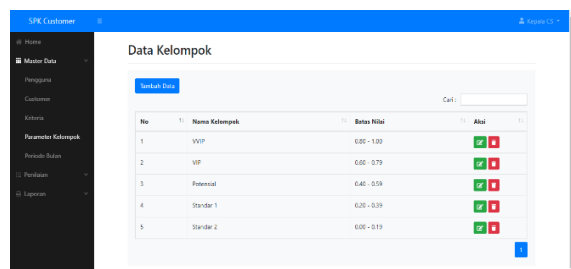 SPK Customer
Kepala CS
Home
Master Data
Pengguna
Customer
Kriteria
Parameter Kelompok
Periode Bulan
Penilaian
Laporan
Data Kelompok
Tambah Data
Cari :
No Nama Kelompok Batas Nilai Aksi
1 VVIP 0.80 - 1.00
2 VIP 0.60 - 0.79
3 Potensial 0.40 - 0.59
4 Standar 1 0.20 - 0.39
5 Standar 2 0.00 - 0.19
1